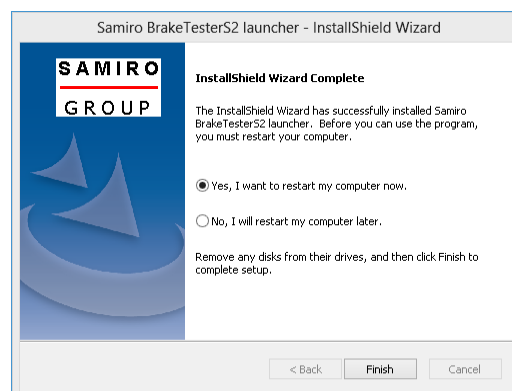 Samiro BrakeTesterS2 launcher - InstallShield Wizard
SAMIRO
GROUP
InstallShield Wizard Complete
The InstallShield Wizard has successfully installed Samiro
BrakeTesterS2 launcher. Before you can use the program,
you must restart your computer.
Yes, I want to restart my computer now.
No, I will restart my computer later.
Remove any disks from their drives, and then click Finish to
complete setup.
< Back
Finish
Cancel